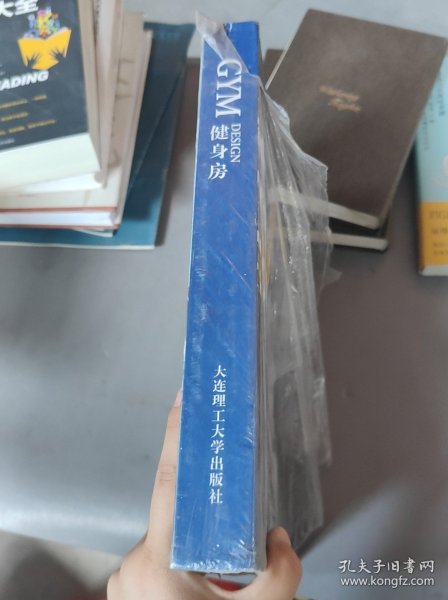 GYM
DESIGN
健身房
大连理工大学出版社
大全
READING
孔夫子旧书网
www.kongfz.com